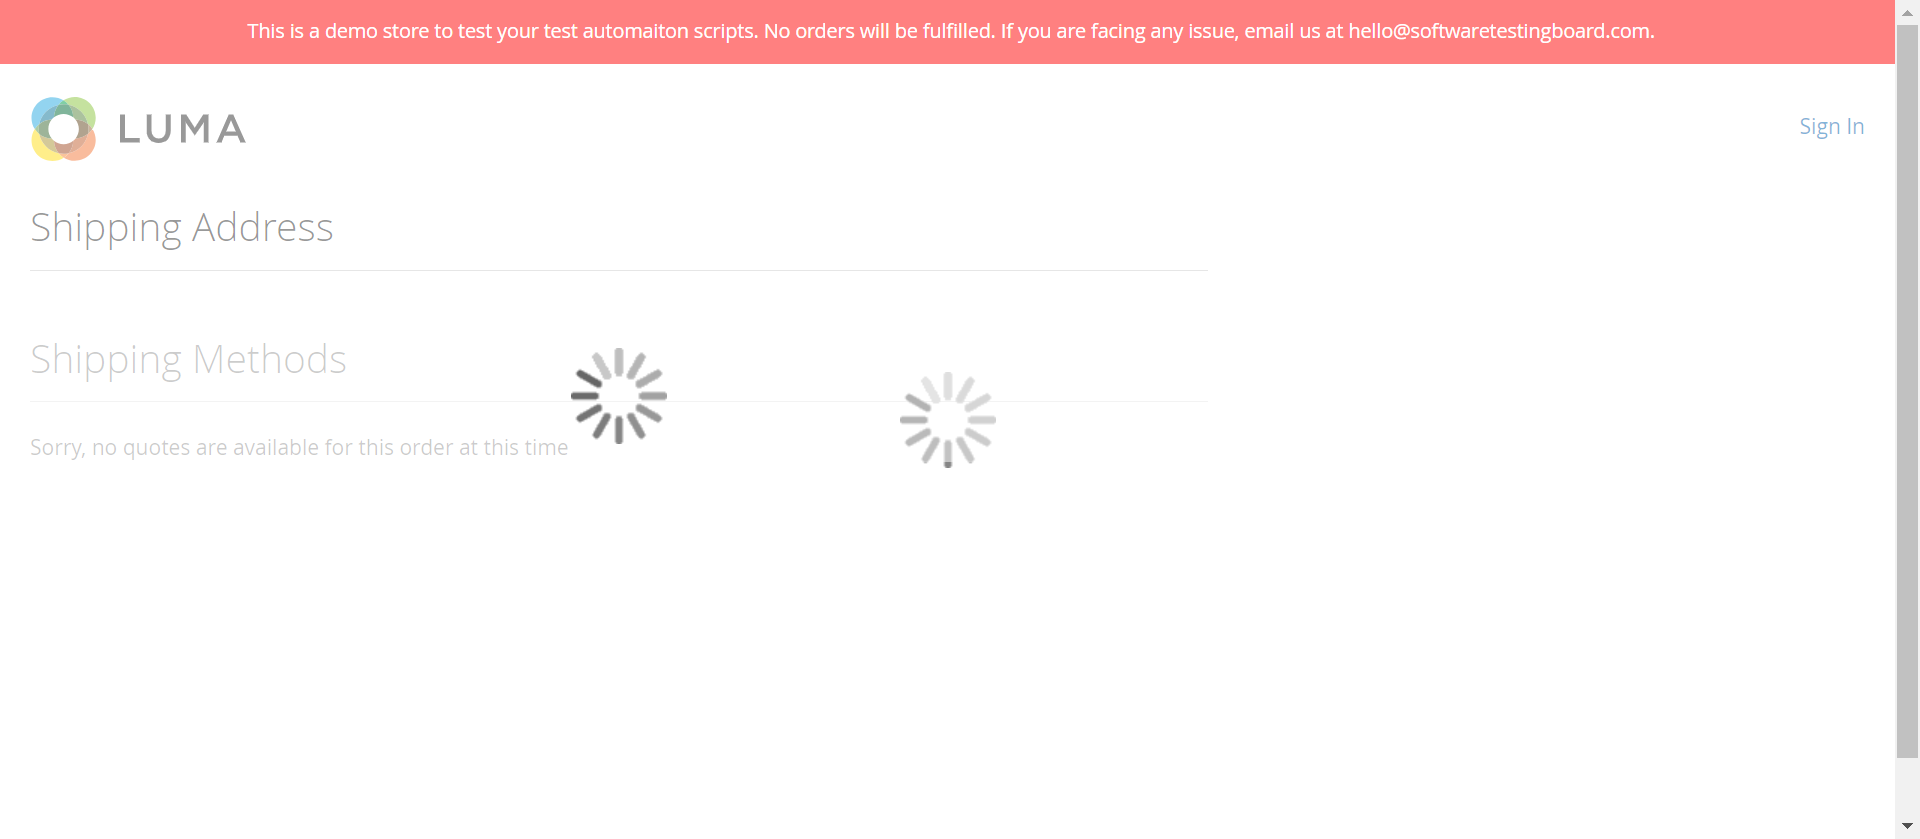 This is a demo store to test your test automaiton scripts. No orders will be fulfilled. If you are facing any issue, email us at hello@softwaretestingboard.com.
LUMA
Sign In
Shipping Address
Shipping Methods
Sorry, no quotes are available for this order at this time